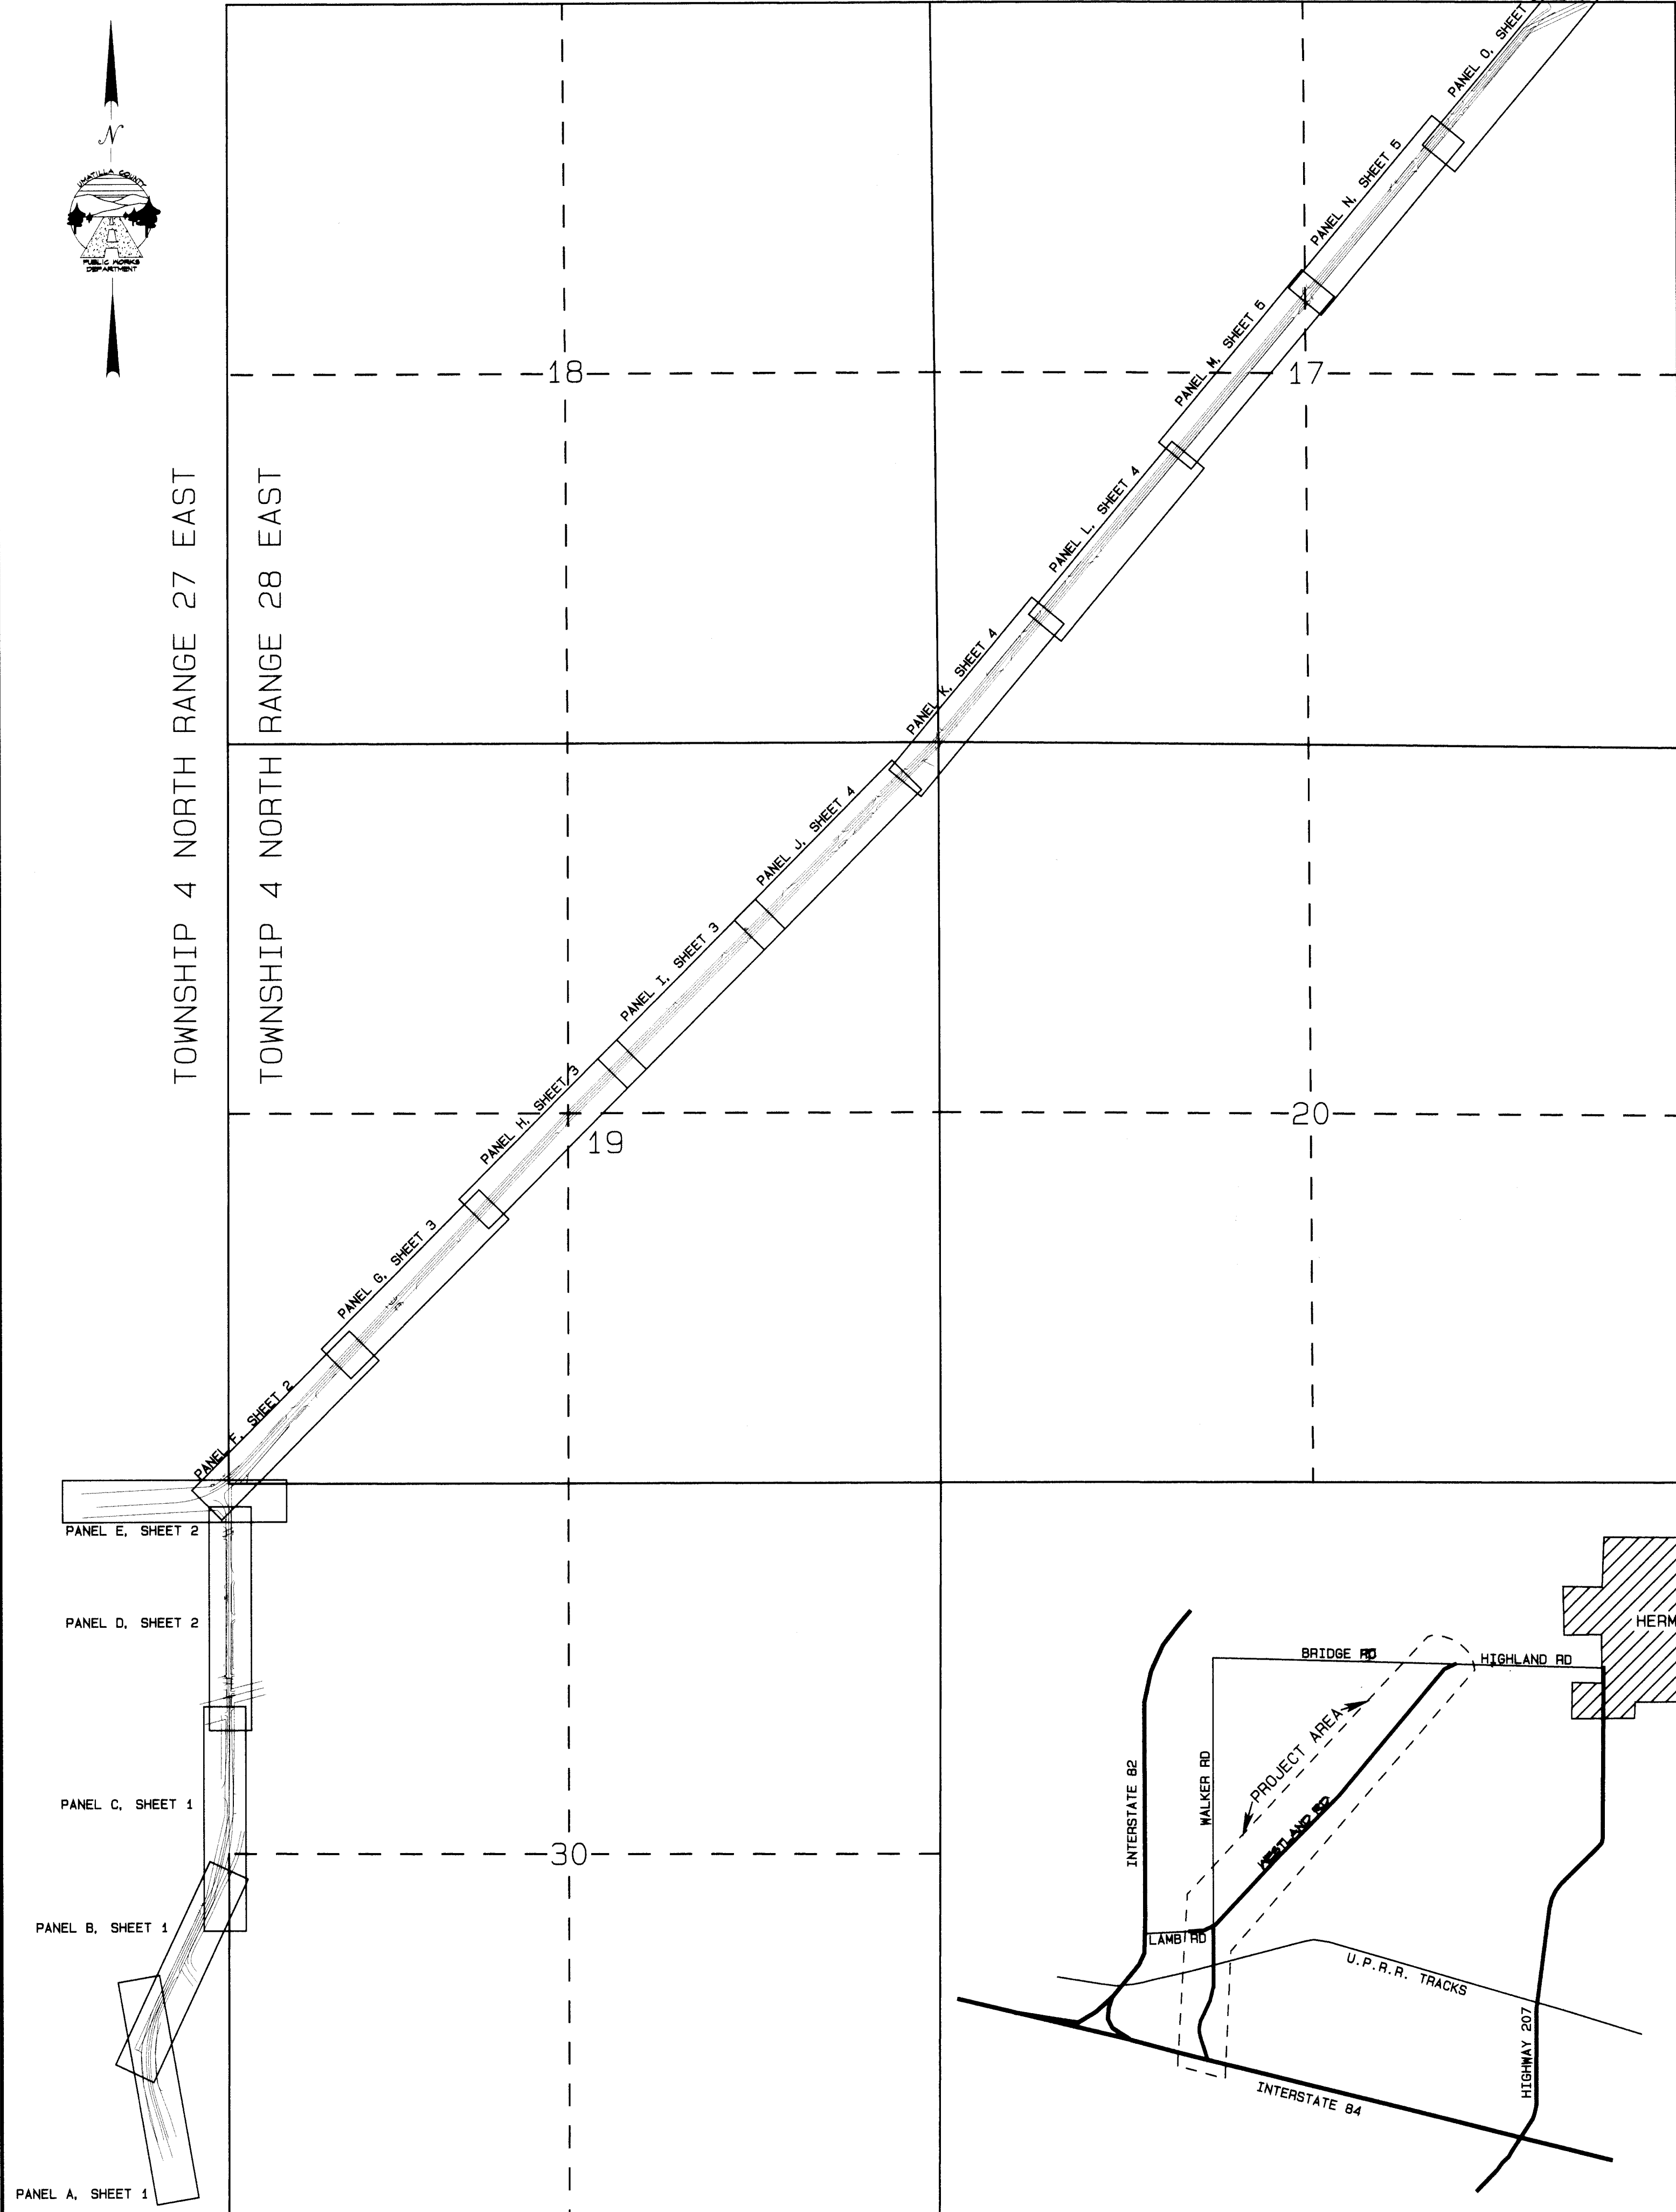 N
UMATILLA COUNTY
PUBLIC WORKS
DEPARTMENT
PANEL O, SHEET
PANEL N, SHEET 5
PANEL M, SHEET 5
18
17
PANEL L, SHEET 4
TOWNSHIP 4 NORTH RANGE 27 EAST
TOWNSHIP 4 NORTH RANGE 28 EAST
PANEL K, SHEET 4
PANEL J, SHEET 4
PANEL I, SHEET 3
PANEL H, SHEET 3
19
20
PANEL G, SHEET 3
PANEL F, SHEET 2
PANEL E, SHEET 2
PANEL D, SHEET 2
PANEL C, SHEET 1
30
PANEL B, SHEET 1
PANEL A, SHEET 1
HERM
BRIDGE RD
HIGHLAND RD
PROJECT AREA
INTERSTATE 82
WALKER RD
WESTLAND RD
LAMB RD
U.P.R.R. TRACKS
HIGHWAY 207
INTERSTATE 84